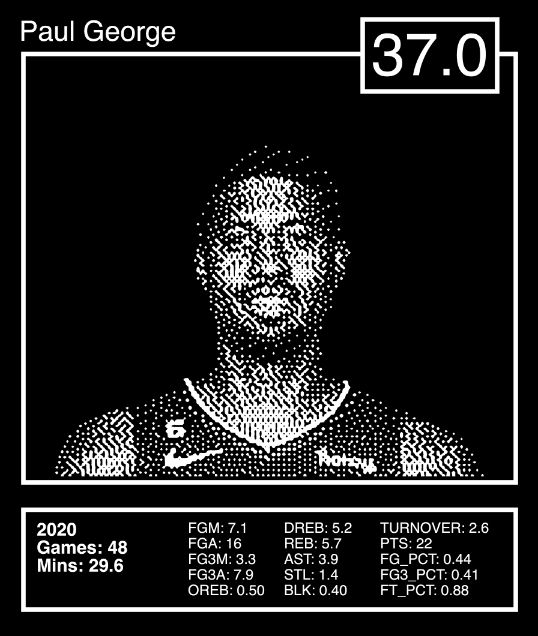 Paul George
37.0
6
2020
Games: 48
Mins: 29.6
FGM: 7.1
FGA: 16
FG3M: 3.3
FG3A: 7.9
OREB: 0.50
DREB: 5.2
REB: 5.7
AST: 3.9
STL: 1.4
BLK: 0.40
TURNOVER: 2.6
PTS: 22
FG_PCT: 0.44
FG3_PCT: 0.41
FT_PCT: 0.88